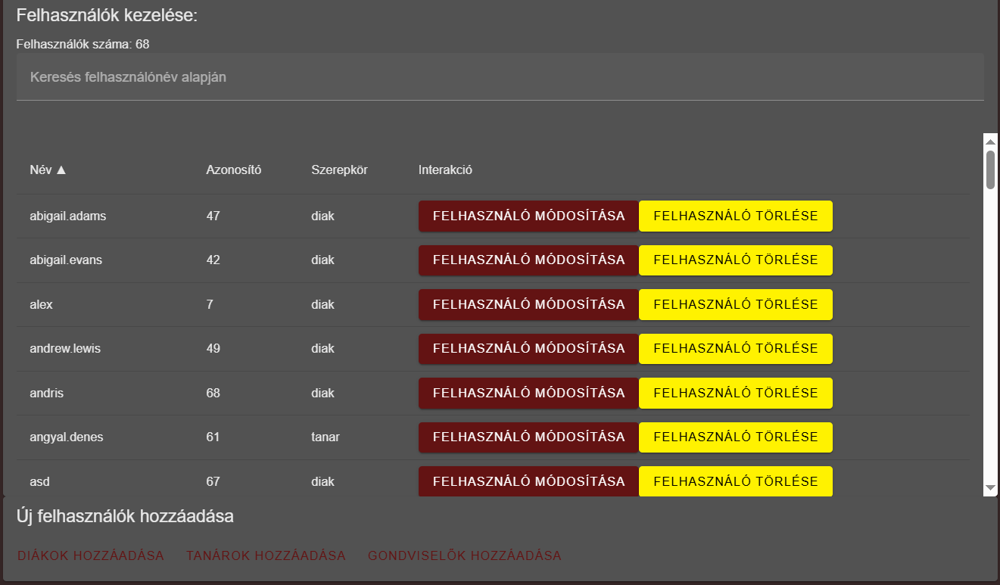 Felhasználók kezelése:
Felhasználók száma: 68
Keresés felhasználónév alapján
Név ▲ Azonosító Szerepkör Interakció
abigail.adams 47 diak FELHASZNÁLÓ MÓDOSÍTÁSA FELHASZNÁLÓ TÖRLÉSE
abigail.evans 42 diak FELHASZNÁLÓ MÓDOSÍTÁSA FELHASZNÁLÓ TÖRLÉSE
alex 7 diak FELHASZNÁLÓ MÓDOSÍTÁSA FELHASZNÁLÓ TÖRLÉSE
andrew.lewis 49 diak FELHASZNÁLÓ MÓDOSÍTÁSA FELHASZNÁLÓ TÖRLÉSE
andris 68 diak FELHASZNÁLÓ MÓDOSÍTÁSA FELHASZNÁLÓ TÖRLÉSE
angyal.denes 61 tanar FELHASZNÁLÓ MÓDOSÍTÁSA FELHASZNÁLÓ TÖRLÉSE
asd 67 diak FELHASZNÁLÓ MÓDOSÍTÁSA FELHASZNÁLÓ TÖRLÉSE
Új felhasználók hozzáadása
DIÁKOK HOZZÁADÁSA TANÁROK HOZZÁADÁSA GONDVISELŐK HOZZÁADÁSA